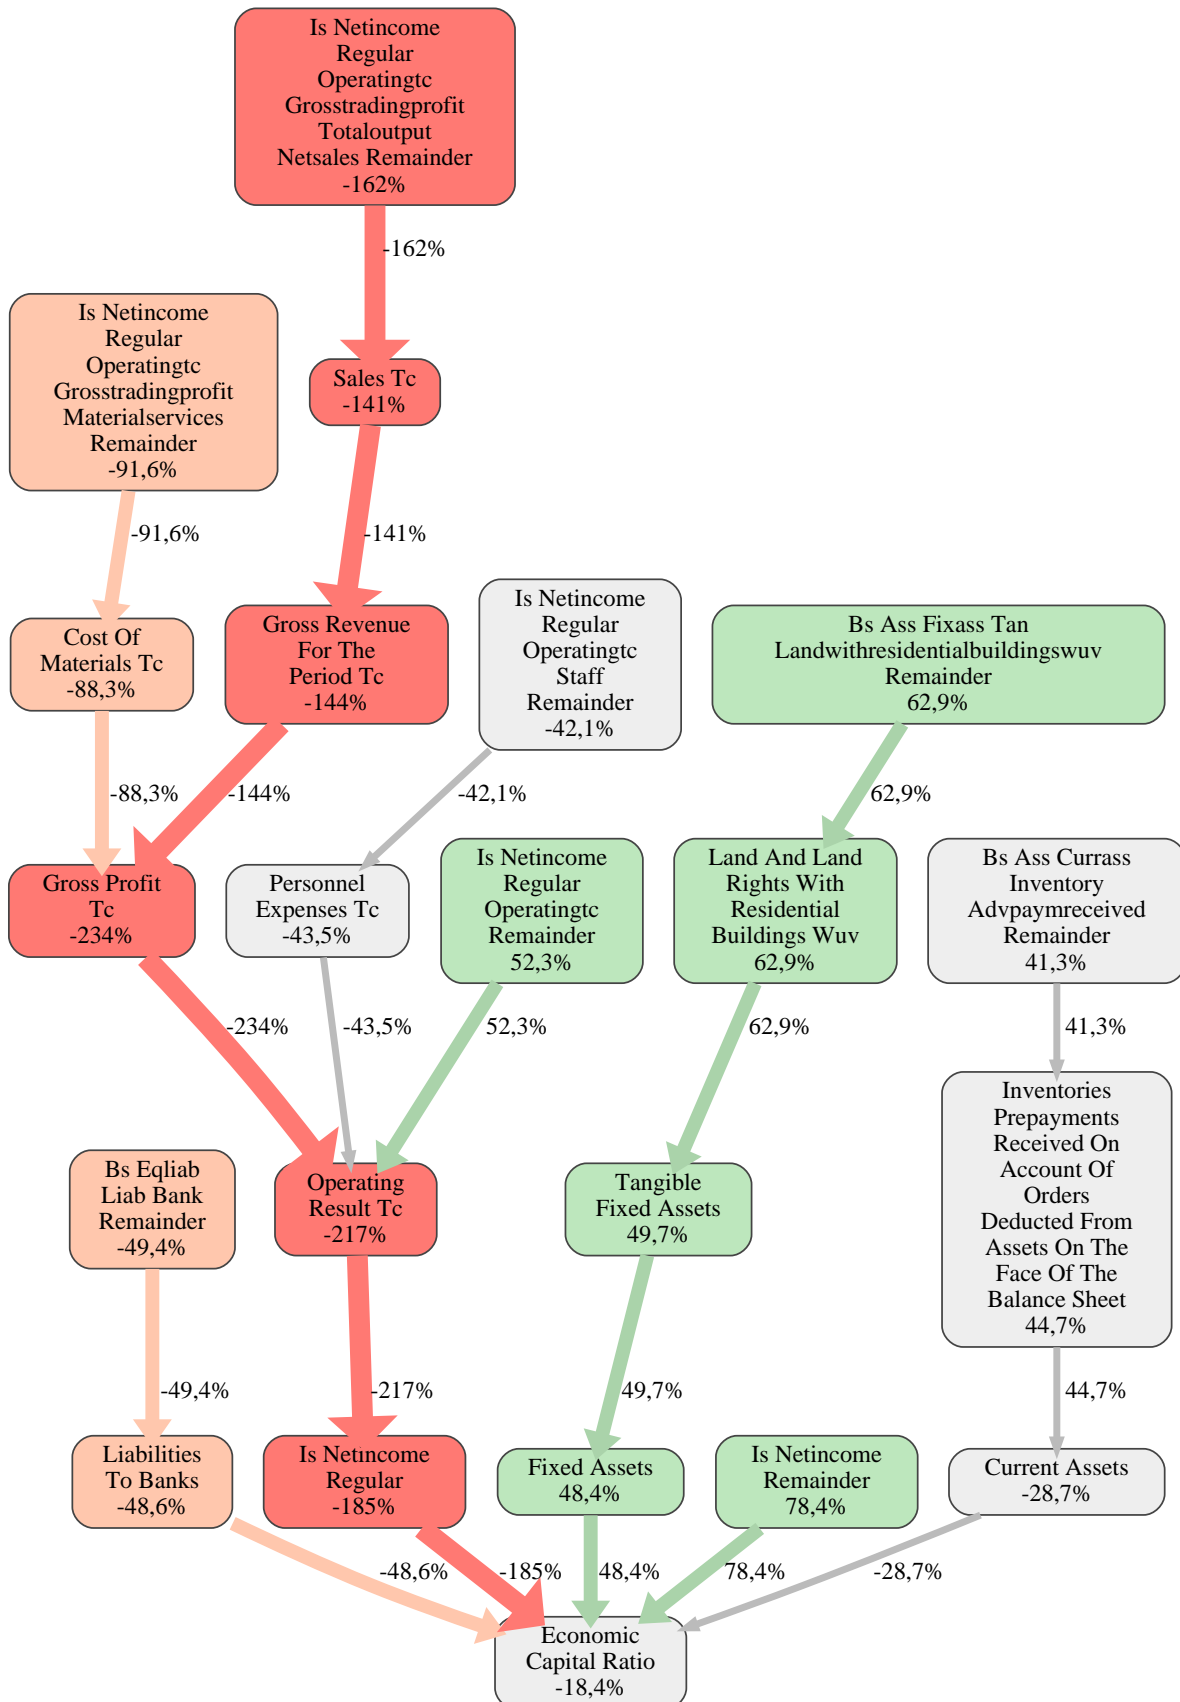 Is Netincome
Regular
Operatingtc
Grosstradingprofit
Totaloutput
Netsales Remainder
-162%
-162%
Is Netincome
Regular
Operatingtc
Grosstradingprofit
Materialservices
Remainder
-91,6%
Sales Tc
-141%
-91,6%
-141%
Cost Of
Materials Tc
-88,3%
Gross Revenue
For The
Period Tc
-144%
Is Netincome
Regular
Operatingtc
Staff
Remainder
-42,1%
Bs Ass Fixass Tan
Landwithresidentialbuildingswuv
Remainder
62,9%
-88,3%
-144%
-42,1%
62,9%
Gross Profit
Tc
-234%
Personnel
Expenses Tc
-43,5%
Is Netincome
Regular
Operatingtc
Remainder
52,3%
Land And Land
Rights With
Residential
Buildings Wuv
62,9%
Bs Ass Currass
Inventory
Advpaymreceived
Remainder
41,3%
-234%
-43,5%
52,3%
62,9%
41,3%
Bs Eqliab
Liab Bank
Remainder
-49,4%
Operating
Result Tc
-217%
Tangible
Fixed Assets
49,7%
Inventories
Prepayments
Received On
Account Of
Orders
Deducted From
Assets On The
Face Of The
Balance Sheet
44,7%
-49,4%
-217%
49,7%
44,7%
Liabilities
To Banks
-48,6%
Is Netincome
Regular
-185%
Fixed Assets
48,4%
Is Netincome
Remainder
78,4%
Current Assets
-28,7%
-48,6%
-185%
48,4%
78,4%
-28,7%
Economic
Capital Ratio
-18,4%